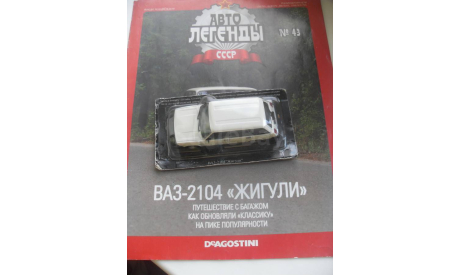 АВТО
ЛЕГЕНДЫ
СССР
№ 43
ВАЗ-2104 «ЖИГУЛИ»
ПУТЕШЕСТВИЕ С БАГАЖОМ
КАК ОБНОВЛЯЛИ «КЛАССИКУ»
НА ПИКЕ ПОПУЛЯРНОСТИ
DEAGOSTINI